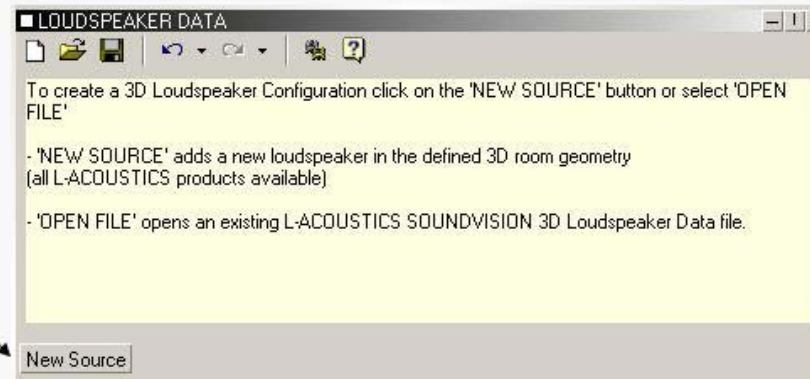 LOUDSPEAKER DATA
To create a 3D Loudspeaker Configuration click on the 'NEW SOURCE' button or select 'OPEN
FILE'
- 'NEW SOURCE' adds a new loudspeaker in the defined 3D room geometry
(all L-ACOUSTICS products available)
- 'OPEN FILE' opens an existing L-ACOUSTICS SOUNDVISION 3D Loudspeaker Data file.
New Source